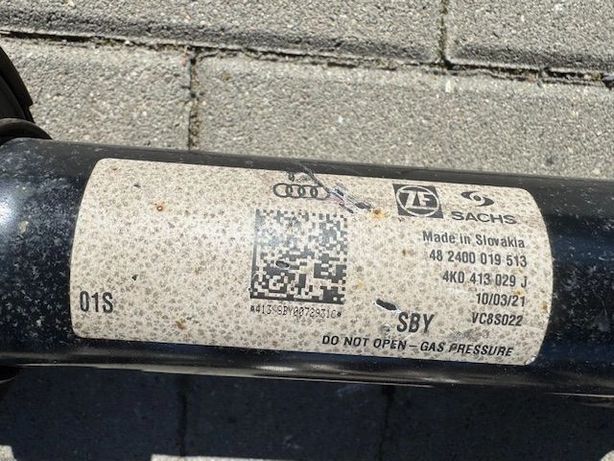 ZF SACHS
Made in Slovakia
48 2400 019 513
4K0 413 029 J
10/03/21
01S
SBY VC8S022
DO NOT OPEN - GAS PRESSURE